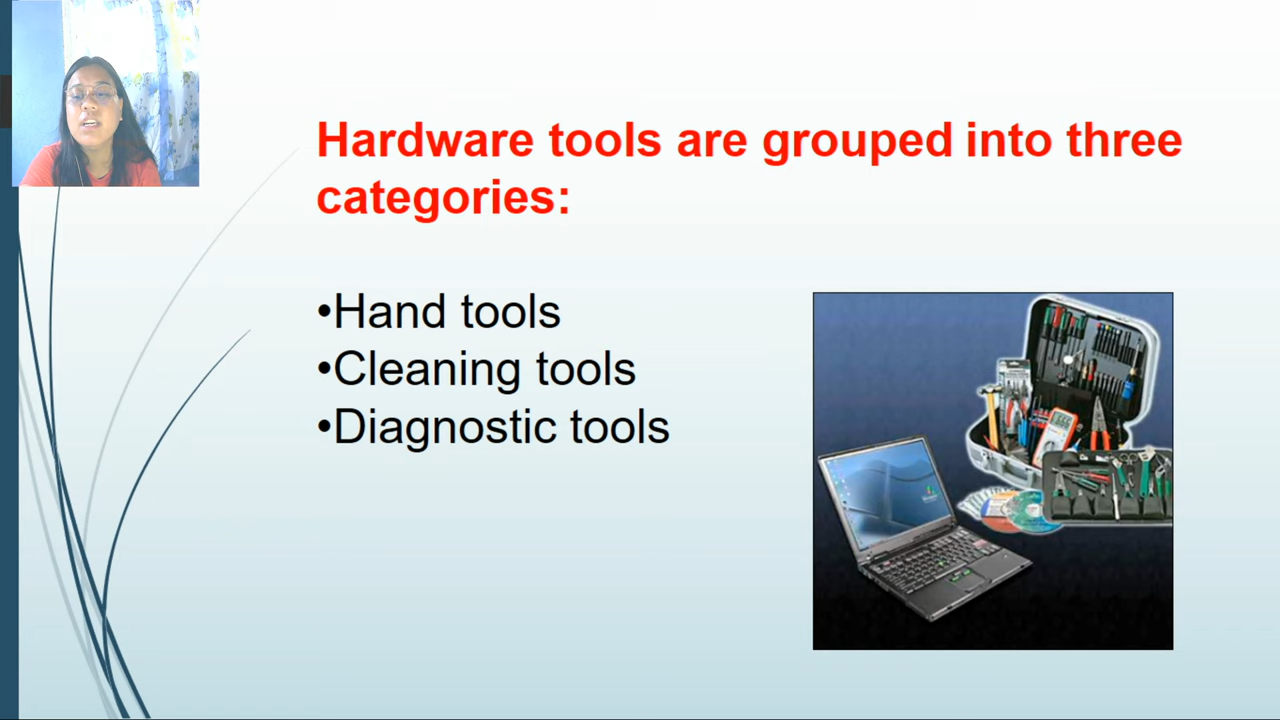 Hardware tools are grouped into three
categories:
•Hand tools
•Cleaning tools
•Diagnostic tools